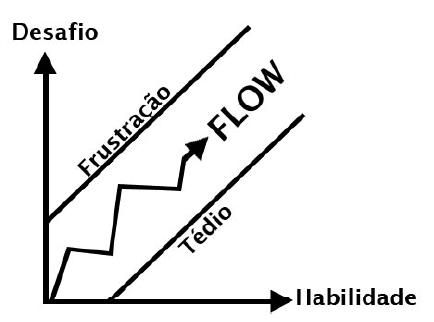 Desafio
Frustração
FLOW
Tédio
Habilidade